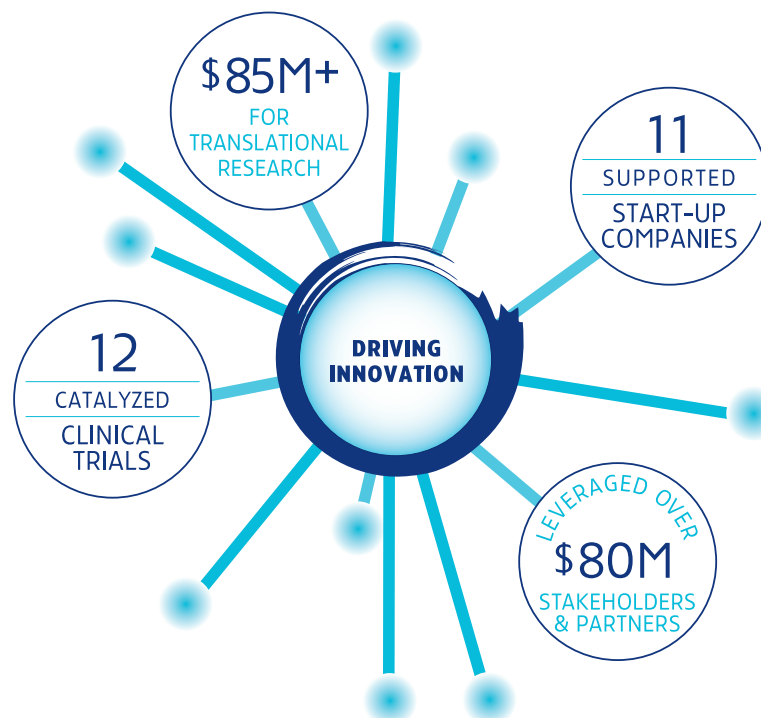 $85M+
FOR
TRANSLATIONAL
RESEARCH
11
SUPPORTED
START-UP
COMPANIES
DRIVING
INNOVATION
12
CATALYZED
CLINICAL
TRIALS
LEVERAGED OVER
$80M
STAKEHOLDERS
& PARTNERS